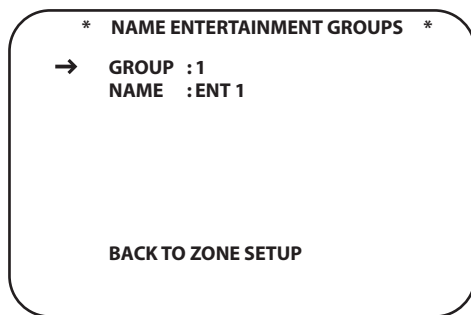 * NAME ENTERTAINMENT GROUPS *
→ GROUP : 1
NAME : ENT 1
BACK TO ZONE SETUP